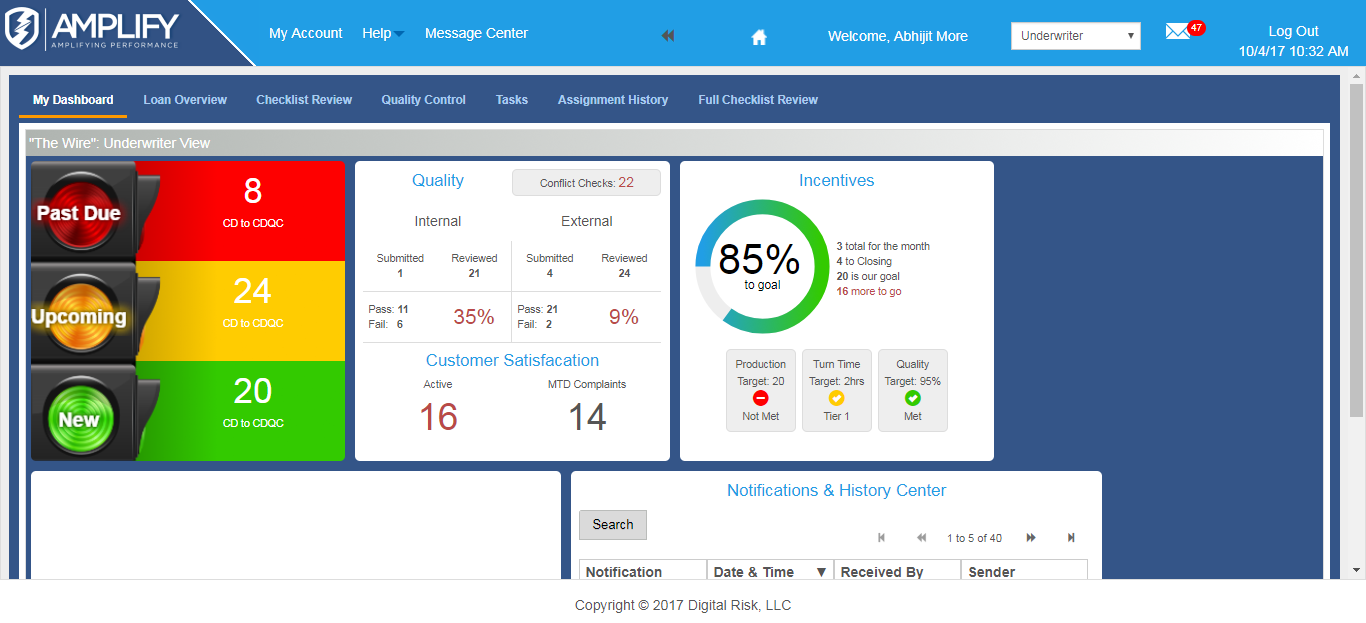 AMPLIFY
AMPLIFYING PERFORMANCE
My Account Help Message Center Welcome, Abhijit More Underwriter 47 Log Out
10/4/17 10:32 AM
My Dashboard Loan Overview Checklist Review Quality Control Tasks Assignment History Full Checklist Review
"The Wire": Underwriter View
Past Due
8
CD to CDQC
Upcoming
24
CD to CDQC
New
20
CD to CDQC
Quality Conflict Checks: 22
Internal External
Submitted Reviewed Submitted Reviewed
1 21 4 24
Pass: 11 35% Pass: 21 9%
Fail: 6 Fail: 2
Customer Satisfacation
Active MTD Complaints
16 14
Incentives
85%
to goal
3 total for the month
4 to Closing
20 is our goal
16 more to go
Production Turn Time Quality
Target: 20 Target: 2hrs Target: 95%
Not Met Tier 1 Met
Notifications & History Center
Search
1 to 5 of 40
Notification Date & Time Received By Sender
Copyright © 2017 Digital Risk, LLC